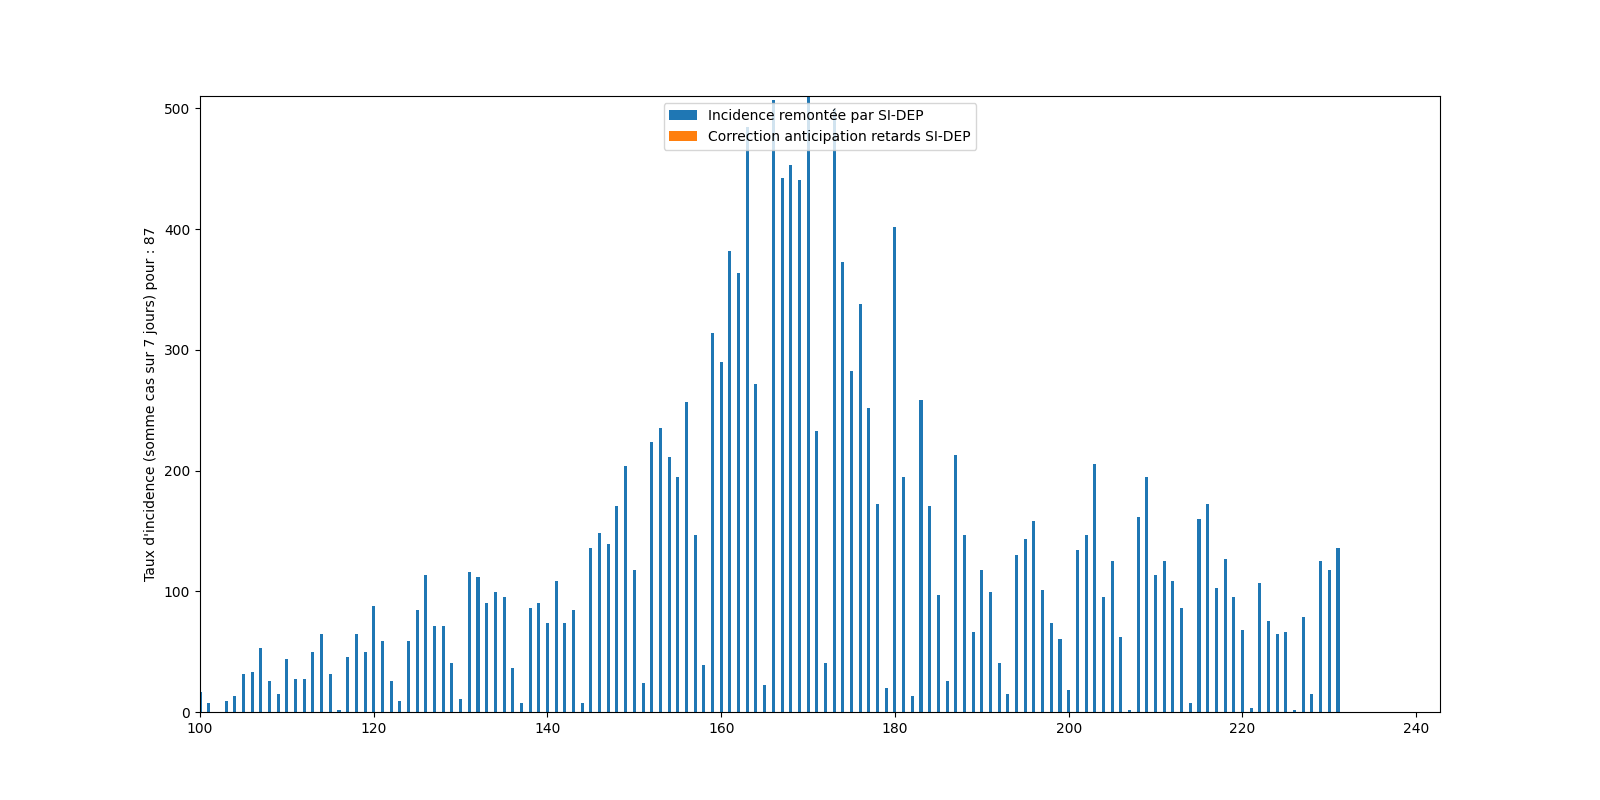 Incidence remontée par SI-DEP
Correction anticipation retards SI-DEP
Taux d'incidence (somme cas sur 7 jours) pour : 87
500
400
300
200
100
0
100 120 140 160 180 200 220 240